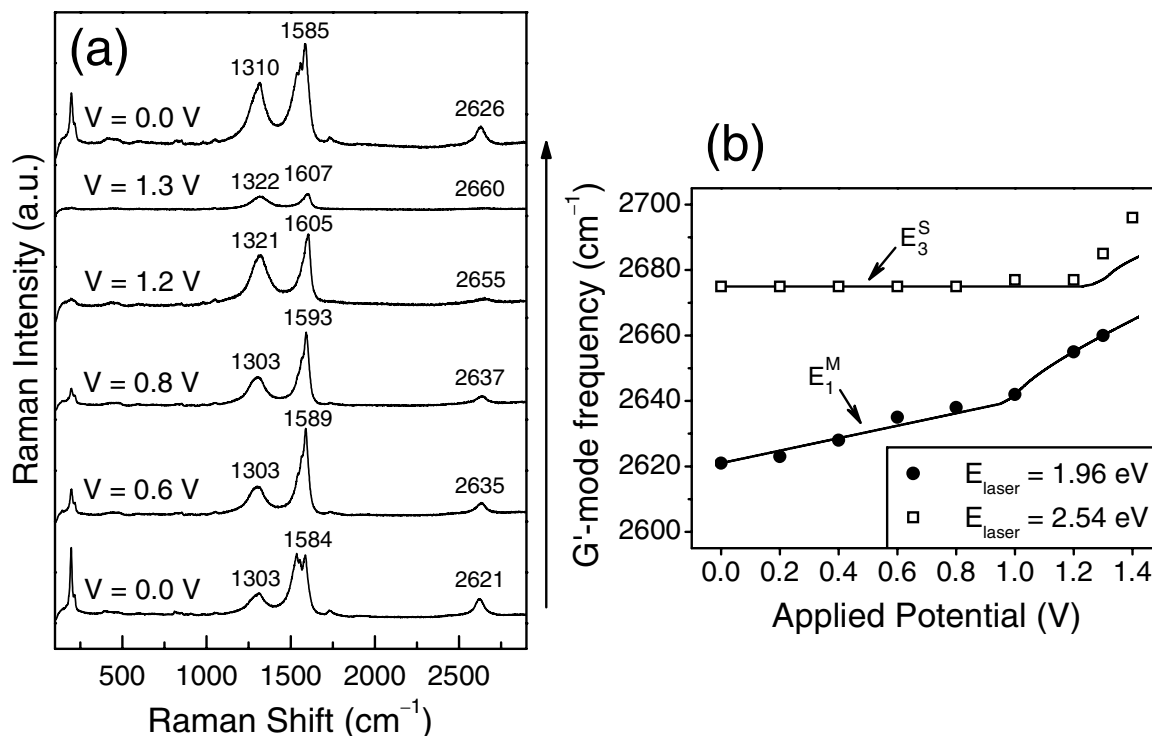 (a)
1585
1310
2626
V = 0.0 V
1607
1322
2660
V = 1.3 V
1605
1321
2655
V = 1.2 V
1593
1303
2637
V = 0.8 V
1589
1303
2635
V = 0.6 V
1584
1303
2621
V = 0.0 V
500 1000 1500 2000 2500
Raman Shift (cm⁻¹)
Raman Intensity (a.u.)
(b)
2700
2680
2660
2640
2620
2600
G'-mode frequency (cm⁻¹)
E₃ˢ
E₁ᴹ
E_laser = 1.96 eV
E_laser = 2.54 eV
0.0 0.2 0.4 0.6 0.8 1.0 1.2 1.4
Applied Potential (V)